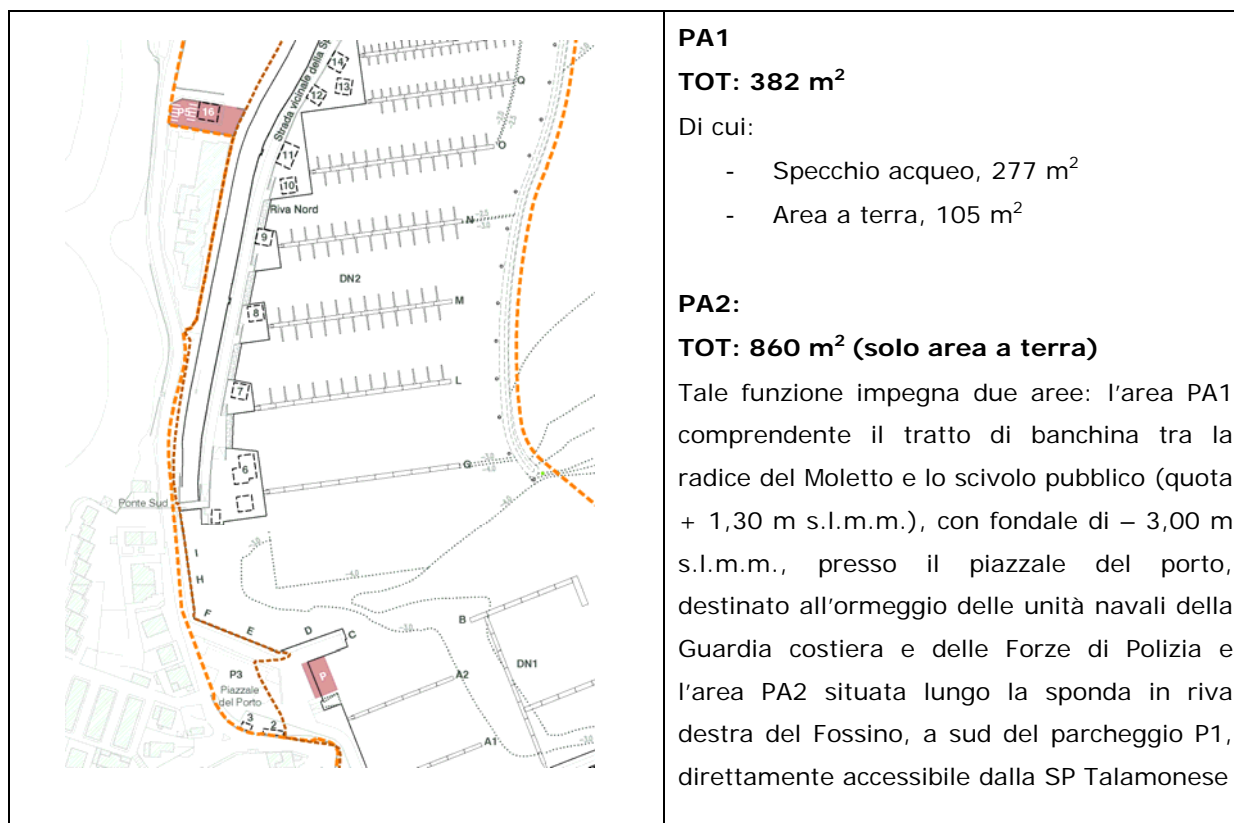 14
13
12
Q
P5
16
Strada vicinale della Sp
11
O
10
Riva Nord
N
9
DN2
M
8
7
L
6
G
Ponte Sud
I
H
F
E
D
C
B
P3
Piazzale
del Porto
P
DN1
A2
3
2
A1
PA1
TOT: 382 m²
Di cui:
- Specchio acqueo, 277 m²
- Area a terra, 105 m²
PA2:
TOT: 860 m² (solo area a terra)
Tale funzione impegna due aree: l'area PA1
comprendente il tratto di banchina tra la
radice del Moletto e lo scivolo pubblico (quota
+ 1,30 m s.l.m.m.), con fondale di – 3,00 m
s.l.m.m., presso il piazzale del porto,
destinato all'ormeggio delle unità navali della
Guardia costiera e delle Forze di Polizia e
l'area PA2 situata lungo la sponda in riva
destra del Fossino, a sud del parcheggio P1,
direttamente accessibile dalla SP Talamonese